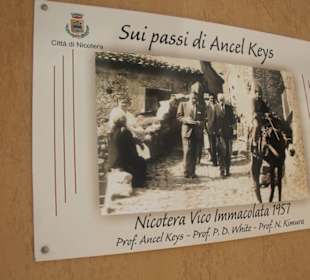 Città di Nicotera
Sui passi di Ancel Keys
Nicotera Vico Immacolata 1957
Prof. Ancel Keys - Prof. P. D. White - Prof. N. Kimura